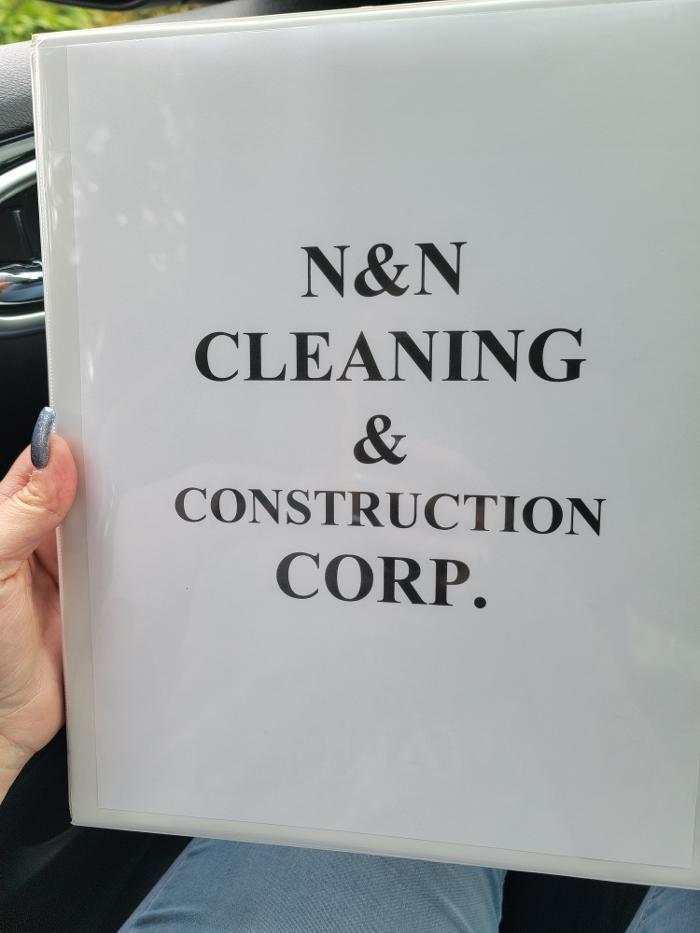 N&N
CLEANING
&
CONSTRUCTION
CORP.